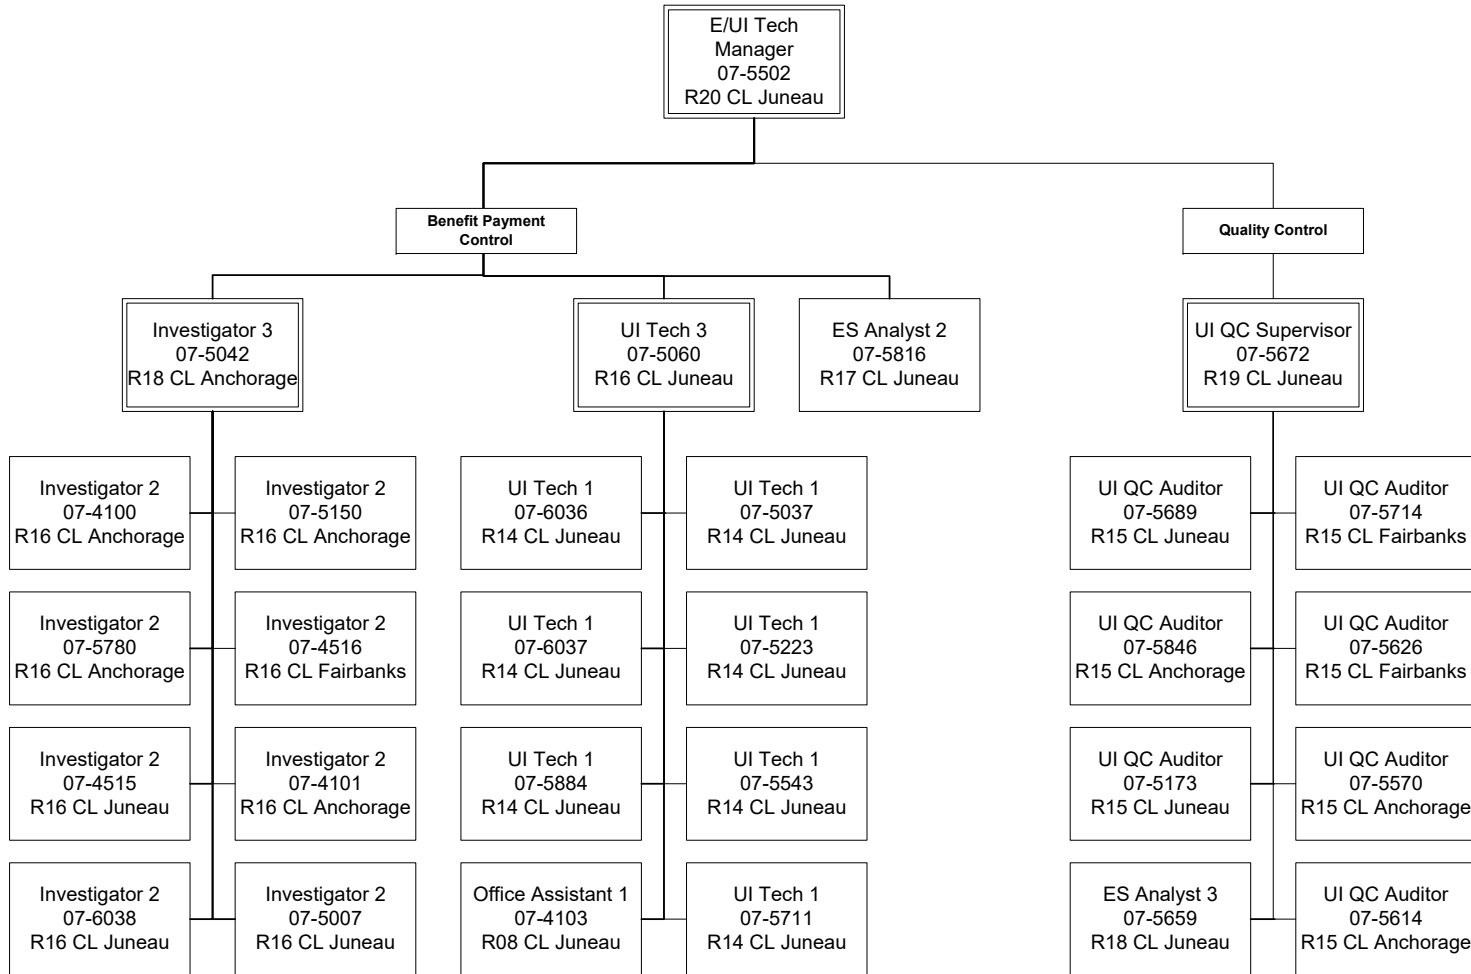 E/UI Tech
Manager
07-5502
R20 CL Juneau
Benefit Payment
Control
Quality Control
Investigator 3
07-5042
R18 CL Anchorage
UI Tech 3
07-5060
R16 CL Juneau
ES Analyst 2
07-5816
R17 CL Juneau
UI QC Supervisor
07-5672
R19 CL Juneau
Investigator 2
07-4100
R16 CL Anchorage
Investigator 2
07-5150
R16 CL Anchorage
UI Tech 1
07-6036
R14 CL Juneau
UI Tech 1
07-5037
R14 CL Juneau
UI QC Auditor
07-5689
R15 CL Juneau
UI QC Auditor
07-5714
R15 CL Fairbanks
Investigator 2
07-5780
R16 CL Anchorage
Investigator 2
07-4516
R16 CL Fairbanks
UI Tech 1
07-6037
R14 CL Juneau
UI Tech 1
07-5223
R14 CL Juneau
UI QC Auditor
07-5846
R15 CL Anchorage
UI QC Auditor
07-5626
R15 CL Fairbanks
Investigator 2
07-4515
R16 CL Juneau
Investigator 2
07-4101
R16 CL Anchorage
UI Tech 1
07-5884
R14 CL Juneau
UI Tech 1
07-5543
R14 CL Juneau
UI QC Auditor
07-5173
R15 CL Juneau
UI QC Auditor
07-5570
R15 CL Anchorage
Investigator 2
07-6038
R16 CL Juneau
Investigator 2
07-5007
R16 CL Juneau
Office Assistant 1
07-4103
R08 CL Juneau
UI Tech 1
07-5711
R14 CL Juneau
ES Analyst 3
07-5659
R18 CL Juneau
UI QC Auditor
07-5614
R15 CL Anchorage